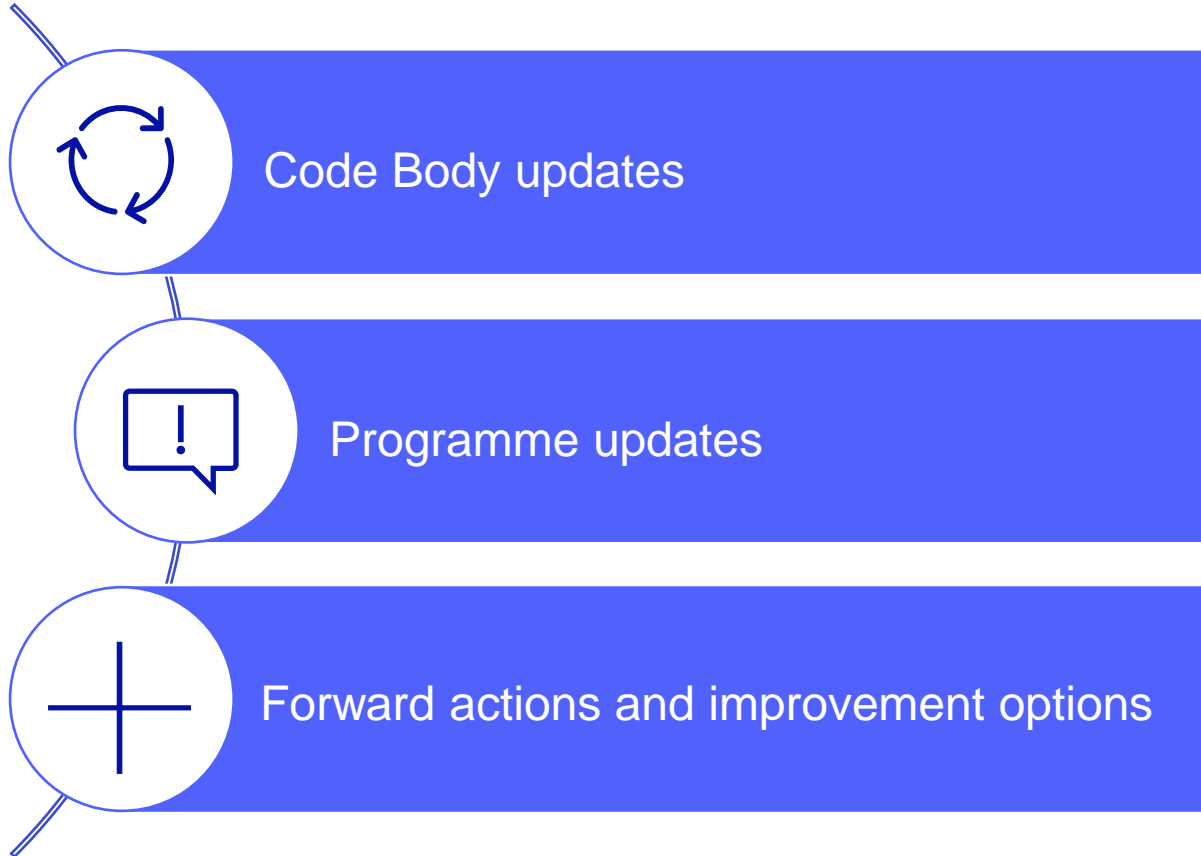 Code Body updates
Programme updates
Forward actions and improvement options